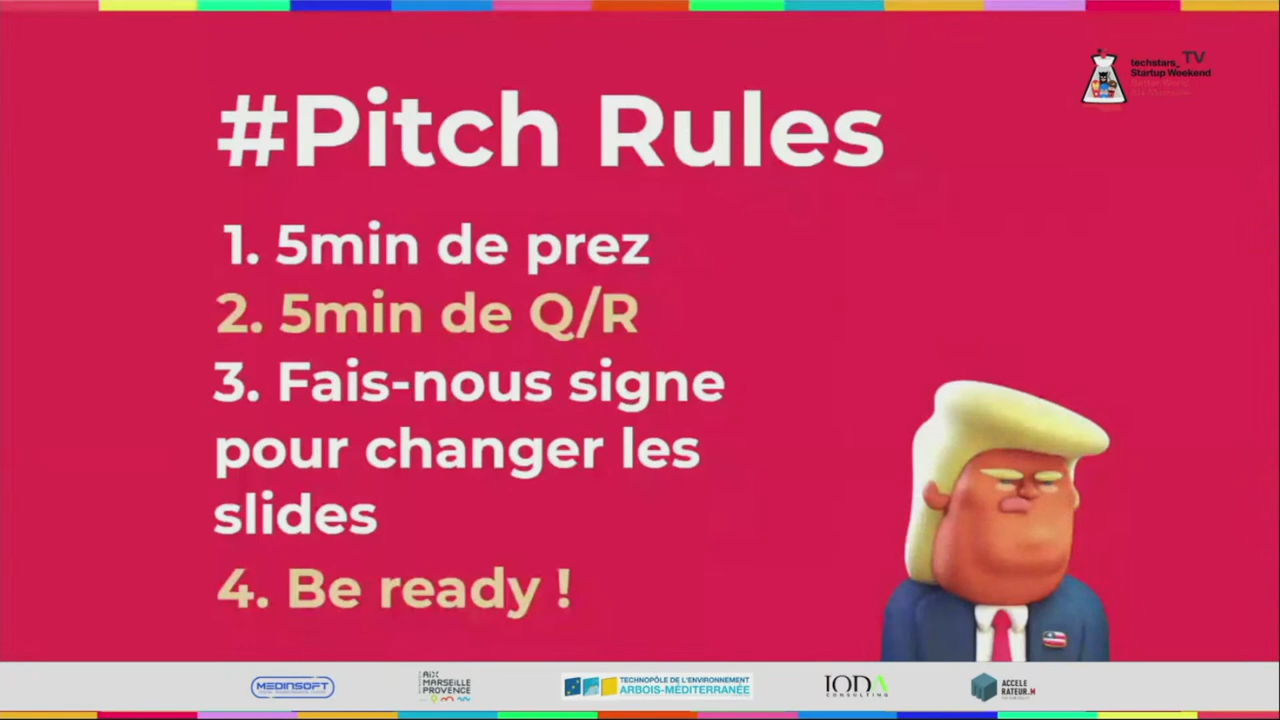 techstars_ TV
Startup Weekend
#Pitch Rules
1. 5min de prez
2. 5min de Q/R
3. Fais-nous signe
pour changer les
slides
4. Be ready !
MEDINSOFT
AIX
MARSEILLE
PROVENCE
TECHNOPÔLE DE L'ENVIRONNEMENT
ARBOIS-MÉDITERRANÉE
IODA
CONSULTING
ACCELE
RATEUR.M